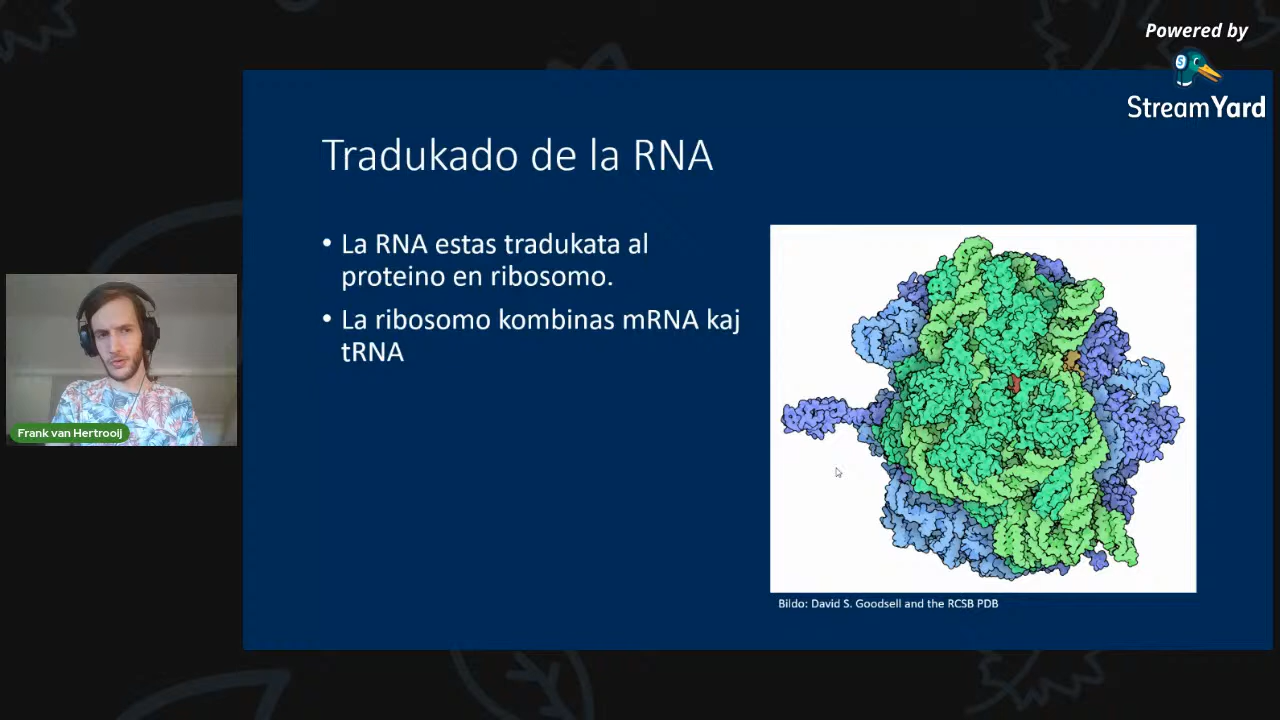 Powered by
StreamYard
Tradukado de la RNA
• La RNA estas tradukata al
proteino en ribosomo.
• La ribosomo kombinas mRNA kaj
tRNA
Frank van Hertrooij
Bildo: David S. Goodsell and the RCSB PDB